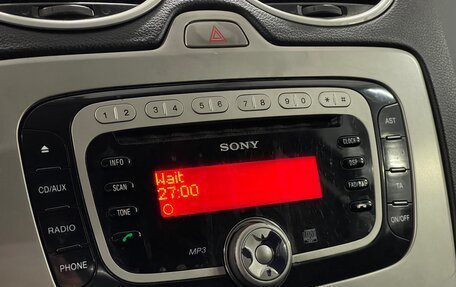 1 2 3 4 5 6 7 8 9 0 * #
SONY
AST
INFO
CLOCK
CD/AUX
SCAN
Wait
DSP
27:00
TA
RADIO
TONE
ON/OFF
PHONE
MP3